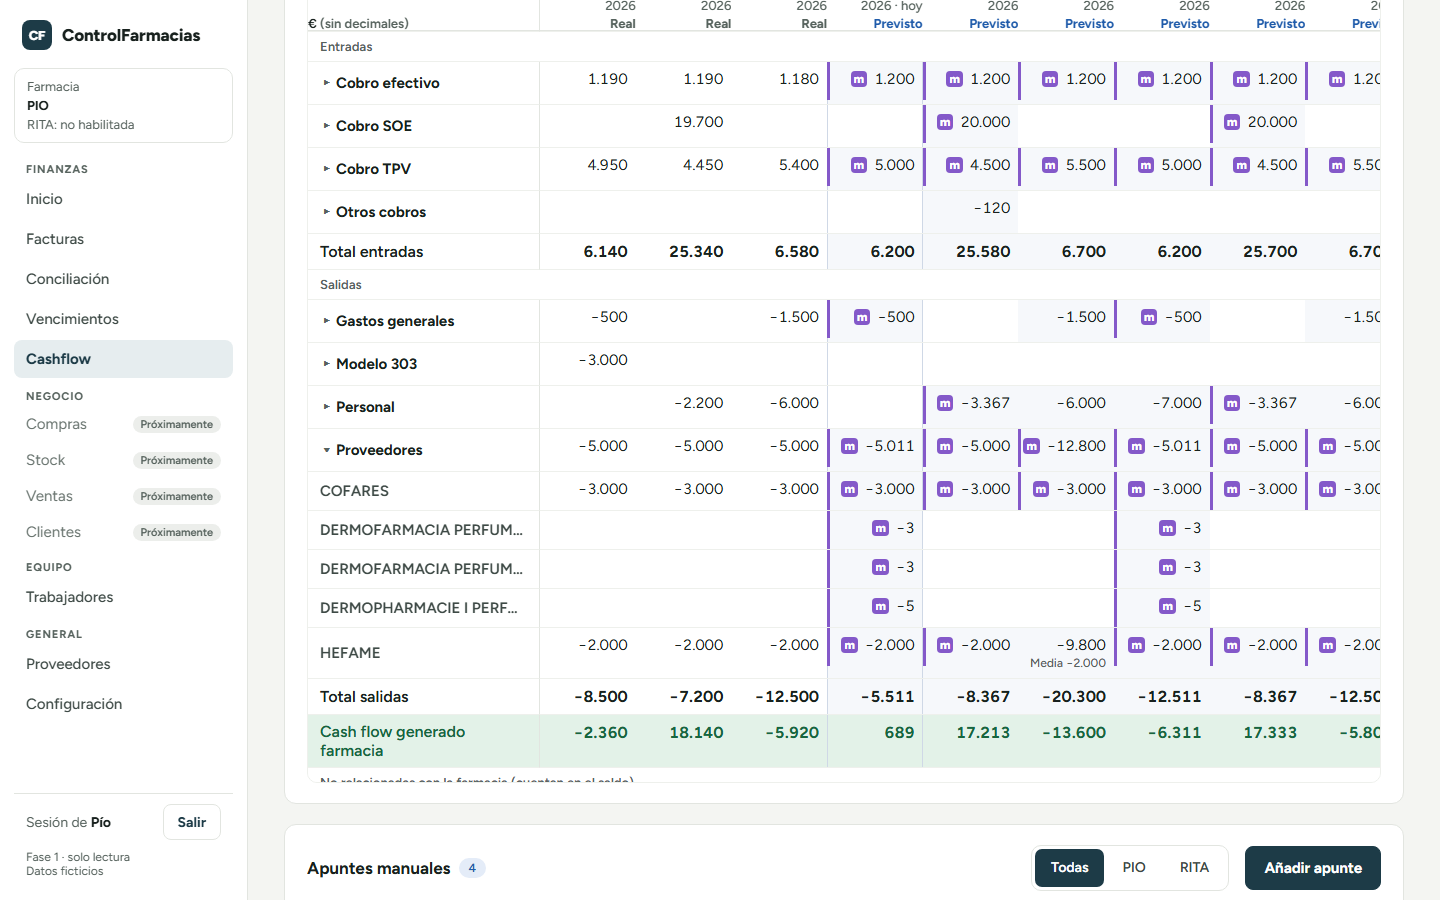 CF ControlFarmacias
Farmacia
PIO
RITA: no habilitada
FINANZAS
Inicio
Facturas
Conciliación
Vencimientos
Cashflow
NEGOCIO
Compras Próximamente
Stock Próximamente
Ventas Próximamente
Clientes Próximamente
EQUIPO
Trabajadores
GENERAL
Proveedores
Configuración
Sesión de Pío Salir
Fase 1 · solo lectura
Datos ficticios
2026 2026 2026 2026 · hoy 2026 2026 2026 2026
€ (sin decimales) Real Real Real Previsto Previsto Previsto Previsto Previsto
Entradas
Cobro efectivo 1.190 1.190 1.180 m 1.200 m 1.200 m 1.200 m 1.200 m 1.200 m
Cobro SOE 19.700 m 20.000 m 20.000
Cobro TPV 4.950 4.450 5.400 m 5.000 m 4.500 m 5.500 m 5.000 m 4.500 m
Otros cobros -120
Total entradas 6.140 25.340 6.580 6.200 25.580 6.700 6.200 25.700
Salidas
Gastos generales -500 -1.500 m -500 -1.500 m -500
Modelo 303 -3.000
Personal -2.200 -6.000 m -3.367 -6.000 -7.000 m -3.367
Proveedores -5.000 -5.000 -5.000 m -5.011 m -5.000 m -12.800 m -5.011 m -5.000 m
COFARES -3.000 -3.000 -3.000 m -3.000 m -3.000 m -3.000 m -3.000 m -3.000 m
DERMOFARMACIA PERFUM... m -3 m -3
DERMOFARMACIA PERFUM... m -3 m -3
DERMOPHARMACIE I PERF... m -5 m -5
HEFAME -2.000 -2.000 -2.000 m -2.000 m -2.000 -9.800 m -2.000 m -2.000 m
Media -2.000
Total salidas -8.500 -7.200 -12.500 -5.511 -8.367 -20.300 -12.511 -8.367
Cash flow generado farmacia -2.360 18.140 -5.920 689 17.213 -13.600 -6.311 17.333
No relacionadas con la farmacia (cuentan en el saldo)
Apuntes manuales 4 Todas PIO RITA Añadir apunte